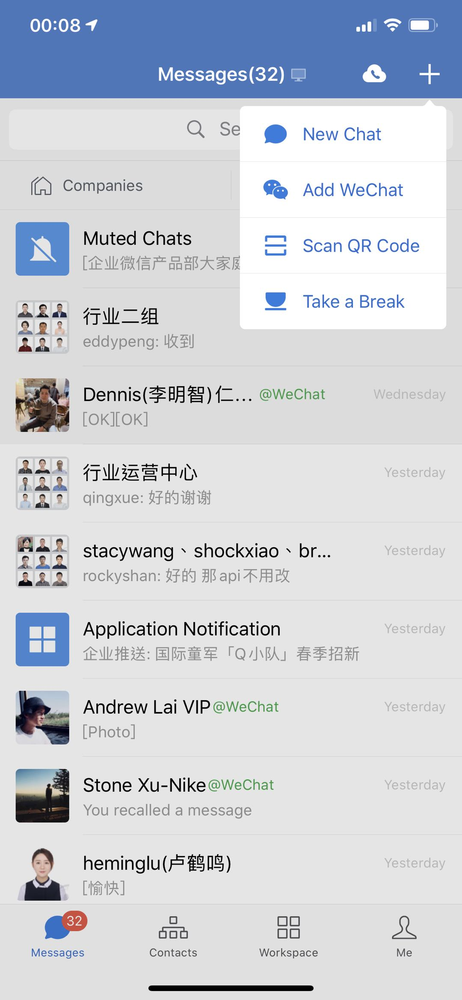 00:08
Messages(32)
Se
New Chat
Add WeChat
Scan QR Code
Take a Break
Companies
Muted Chats
[企业微信产品部大家庭
行业二组
eddypeng: 收到
Dennis(李明智)仁... @WeChat Wednesday
[OK][OK]
行业运营中心 Yesterday
qingxue: 好的谢谢
stacywang、shockxiao、br... Yesterday
rockyshan: 好的 那api不用改
Application Notification Yesterday
企业推送: 国际童军「Q小队」春季招新
Andrew Lai VIP@WeChat Yesterday
[Photo]
Stone Xu-Nike@WeChat Yesterday
You recalled a message
heminglu(卢鹤鸣) Yesterday
[愉快]
32
Messages Contacts Workspace Me